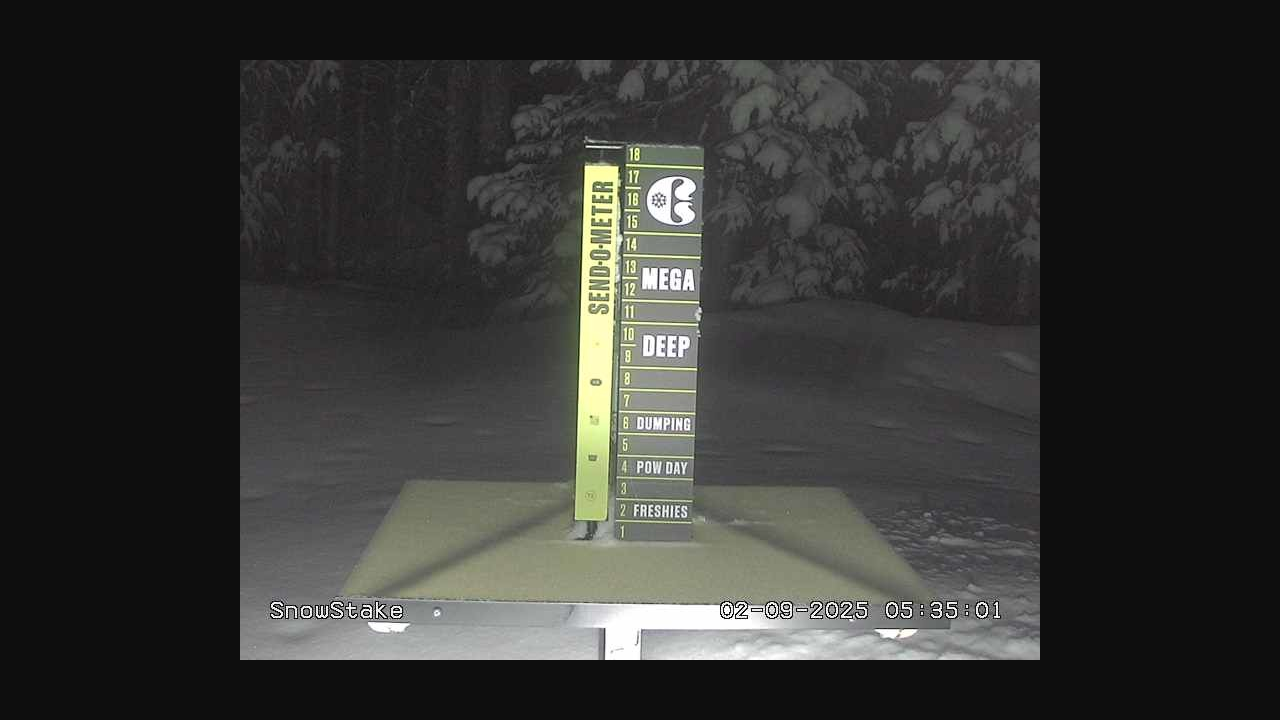 SEND-O-METER
18
17
16
15
14
13
MEGA
12
11
10
DEEP
9
8
7
6 DUMPING
5
4 POW DAY
3
2 FRESHIES
1
SnowStake
02-09-2025 05:35:01